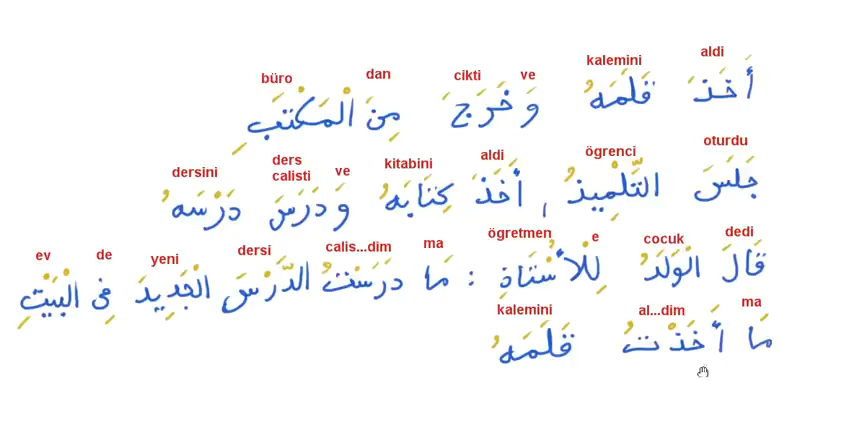 büro dan cikti ve kalemini aldi
أَخَذَ قَلَمَهُ وَ خَرَجَ مِنَ الْمَكْتَبِ
dersini ders calisti ve kitabini aldi ögrenci oturdu
جَلَسَ التِّلْمِيذُ ، أَخَذَ كِتَابَهُ وَ دَرَسَ دَرْسَهُ
ev de yeni dersi calis...dim ma ögretmen e cocuk dedi
قَالَ الْوَلَدُ لِلْأُسْتَاذِ : مَا دَرَسْتُ الدَّرْسَ الْجَدِيدَ فِى الْبَيْتِ
kalemini al...dim ma
مَا أَخَذْتُ قَلَمَهُ